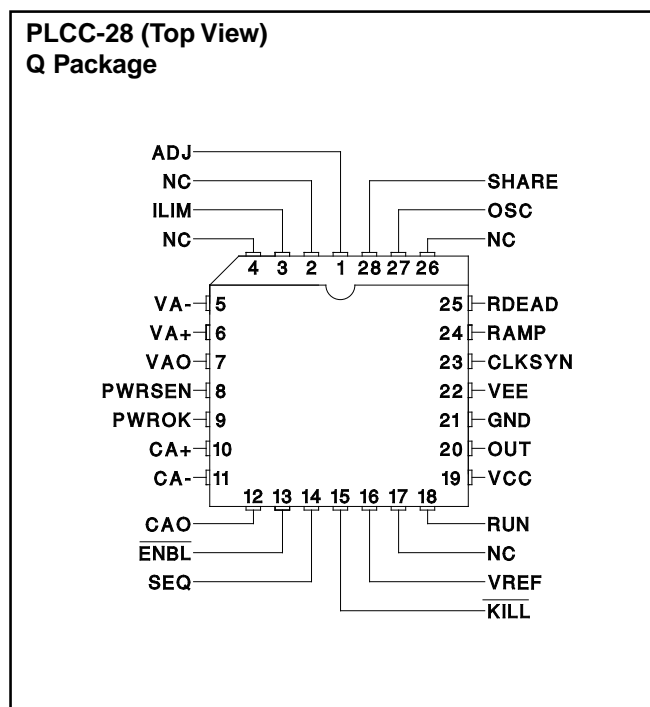 PLCC-28 (Top View)
Q Package
ADJ
NC
ILIM
NC
SHARE
OSC
NC
4 3 2 1 28 27 26
VA- 5
VA+ 6
VAO 7
PWRSEN 8
PWROK 9
CA+ 10
CA- 11
25 RDEAD
24 RAMP
23 CLKSYN
22 VEE
21 GND
20 OUT
19 VCC
12 13 14 15 16 17 18
CAO
ENBL
SEQ
RUN
NC
VREF
KILL